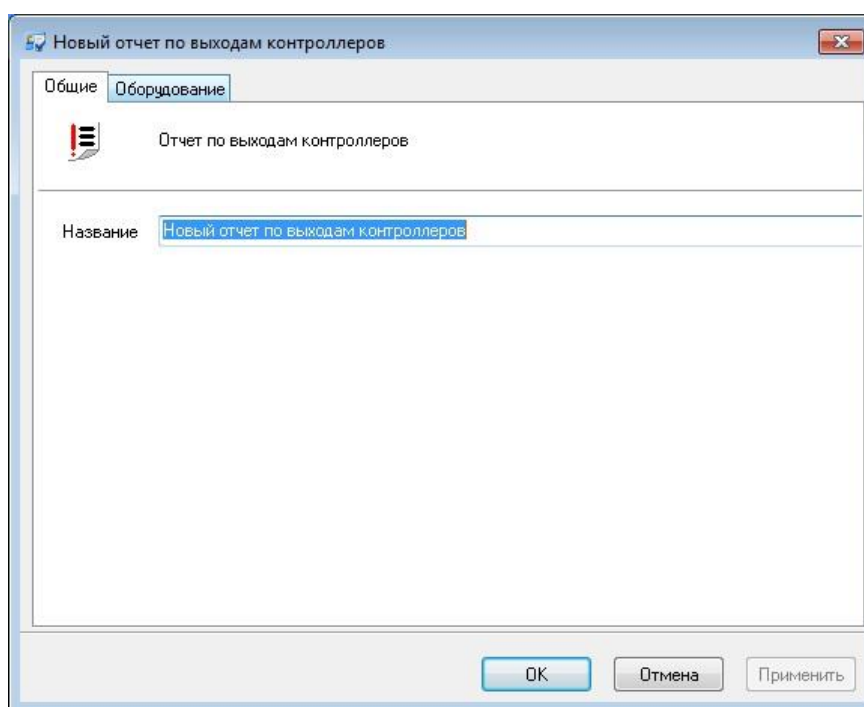 Новый отчет по выходам контроллеров
Общие
Оборудование
Отчет по выходам контроллеров
Название
Новый отчет по выходам контроллеров
OK
Отмена
Применить